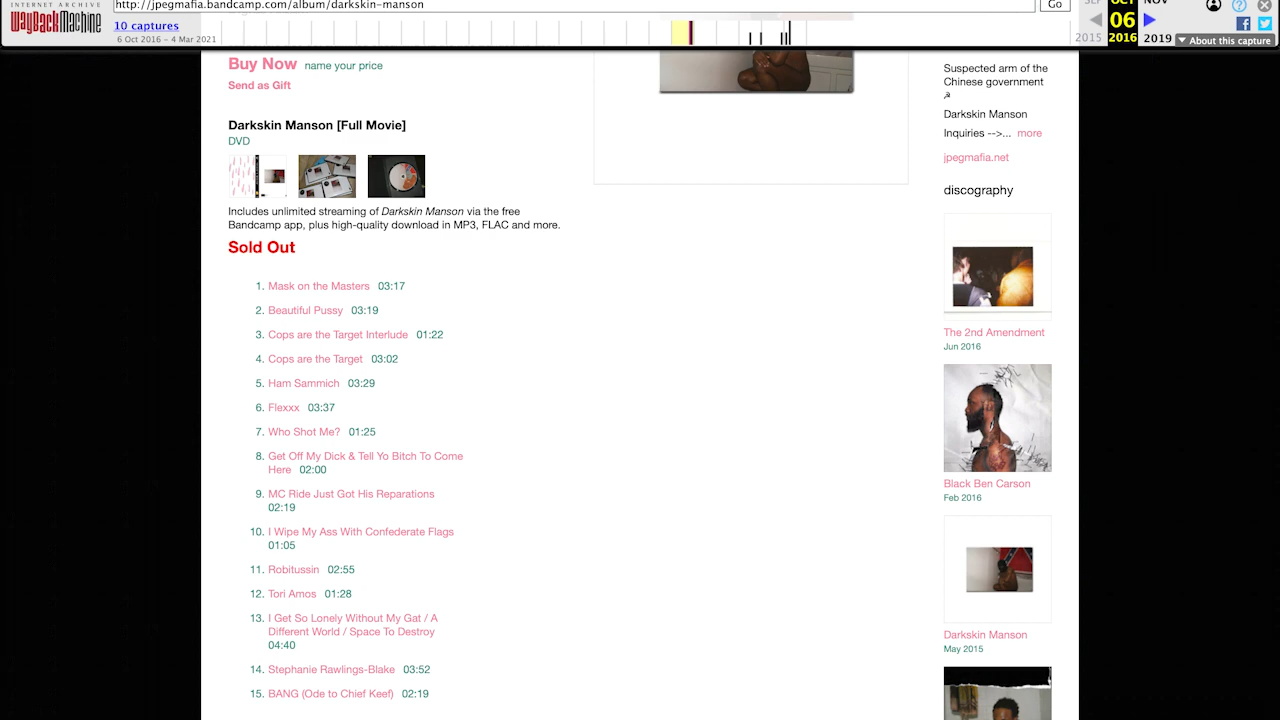 INTERNET ARCHIVE
WayBackMachine
http://jpegmafia.bandcamp.com/album/darkskin-manson
Go
SEP OCT NOV
10 captures
06
6 Oct 2016 – 4 Mar 2021
2015 2016 2019
About this capture
Buy Now name your price
Send as Gift
Darkskin Manson [Full Movie]
DVD
Includes unlimited streaming of Darkskin Manson via the free
Bandcamp app, plus high-quality download in MP3, FLAC and more.
Sold Out
1. Mask on the Masters 03:17
2. Beautiful Pussy 03:19
3. Cops are the Target Interlude 01:22
4. Cops are the Target 03:02
5. Ham Sammich 03:29
6. Flexxx 03:37
7. Who Shot Me? 01:25
8. Get Off My Dick & Tell Yo Bitch To Come
Here 02:00
9. MC Ride Just Got His Reparations
02:19
10. I Wipe My Ass With Confederate Flags
01:05
11. Robitussin 02:55
12. Tori Amos 01:28
13. I Get So Lonely Without My Gat / A
Different World / Space To Destroy
04:40
14. Stephanie Rawlings-Blake 03:52
15. BANG (Ode to Chief Keef) 02:19
Suspected arm of the
Chinese government
☭
Darkskin Manson
Inquiries -->... more
jpegmafia.net
discography
The 2nd Amendment
Jun 2016
Black Ben Carson
Feb 2016
Darkskin Manson
May 2015